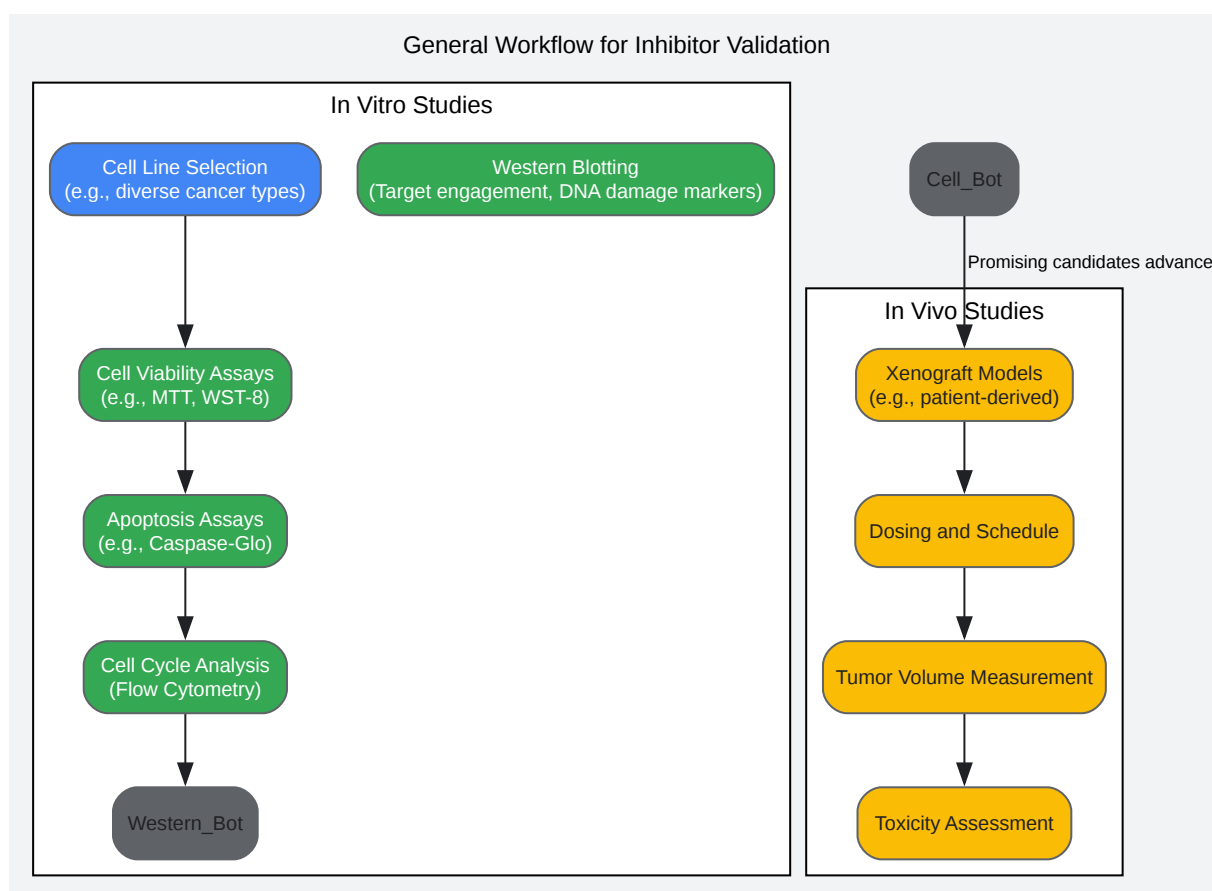 General Workflow for Inhibitor Validation
In Vitro Studies
Cell Line Selection
(e.g., diverse cancer types)
Western Blotting
(Target engagement, DNA damage markers)
Cell Viability Assays
(e.g., MTT, WST-8)
Apoptosis Assays
(e.g., Caspase-Glo)
Cell Cycle Analysis
(Flow Cytometry)
Western_Bot
Cell_Bot
Promising candidates advance
In Vivo Studies
Xenograft Models
(e.g., patient-derived)
Dosing and Schedule
Tumor Volume Measurement
Toxicity Assessment